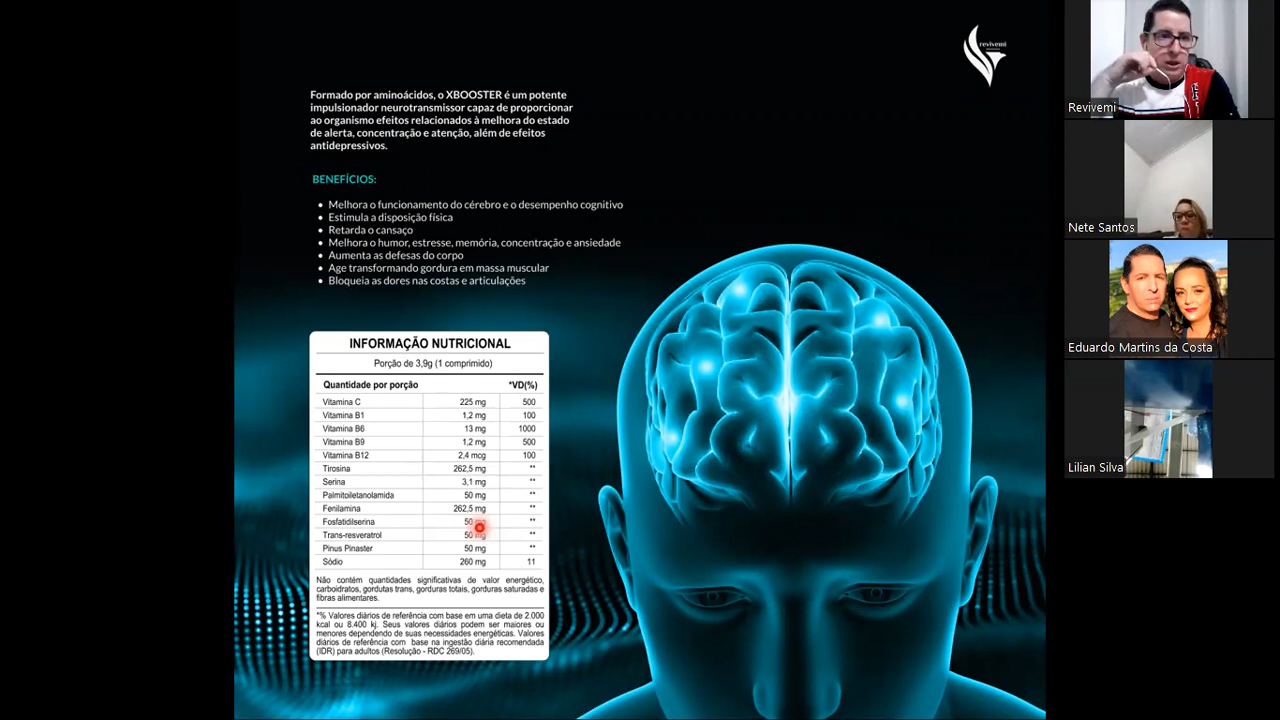 revivemi
Formado por aminoácidos, o XBOOSTER é um potente
impulsionador neurotransmissor capaz de proporcionar
ao organismo efeitos relacionados à melhora do estado
de alerta, concentração e atenção, além de efeitos
antidepressivos.
BENEFÍCIOS:
• Melhora o funcionamento do cérebro e o desempenho cognitivo
• Estimula a disposição física
• Retarda o cansaço
• Melhora o humor, estresse, memória, concentração e ansiedade
• Aumenta as defesas do corpo
• Age transformando gordura em massa muscular
• Bloqueia as dores nas costas e articulações
INFORMAÇÃO NUTRICIONAL
Porção de 3,9g (1 comprimido)
Quantidade por porção *VD(%)
Vitamina C 225 mg 500
Vitamina B1 1,2 mg 100
Vitamina B6 13 mg 1000
Vitamina B9 1,2 mg 500
Vitamina B12 2,4 mcg 100
Tirosina 262,5 mg **
Serina 3,1 mg **
Palmitoiletanolamida 50 mg **
Fenilamina 262,5 mg **
Fosfatidilserina 50 mg **
Trans-resveratrol 50 mg **
Pinus Pinaster 50 mg **
Sódio 260 mg 11
Não contém quantidades significativas de valor energético,
carboidratos, gordutas trans, gorduras totais, gorduras saturadas e
fibras alimentares.
*% Valores diários de referência com base em uma dieta de 2.000
kcal ou 8.400 kj. Seus valores diários podem ser maiores ou
menores dependendo de suas necessidades energéticas. Valores
diários de referência com base na ingestão diária recomendada
(IDR) para adultos (Resolução - RDC 269/05).
Revivemi
Nete Santos
Eduardo Martins da Costa
Lilian Silva